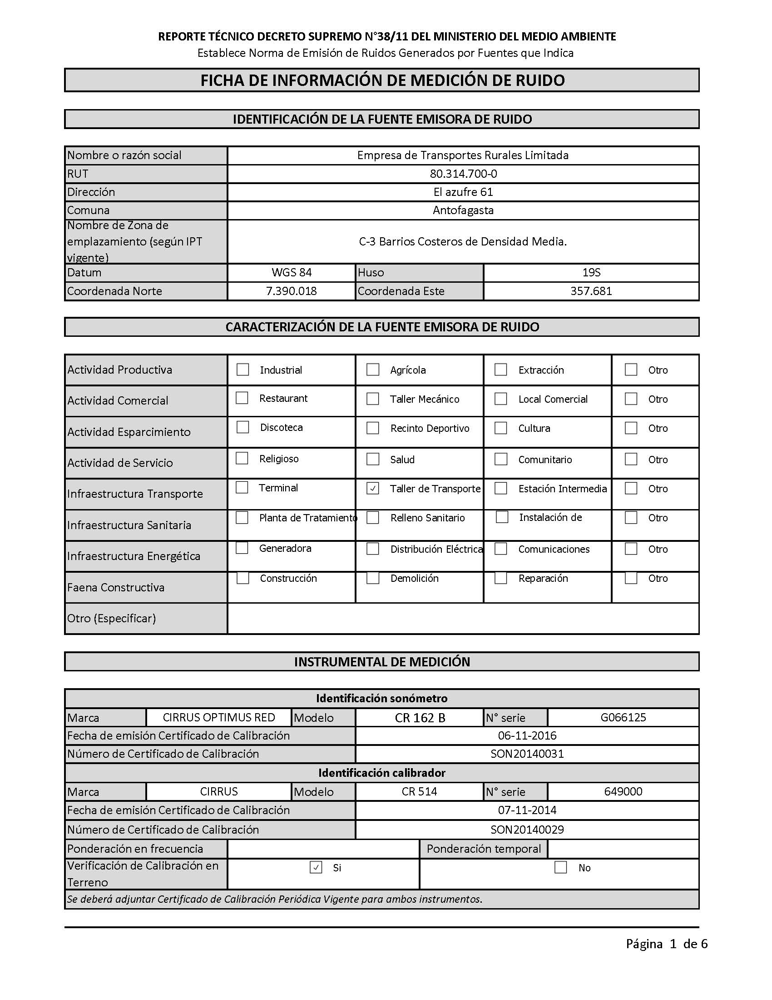 REPORTE TÉCNICO DECRETO SUPREMO N°38/11 DEL MINISTERIO DEL MEDIO AMBIENTE
Establece Norma de Emisión de Ruidos Generados por Fuentes que Indica
FICHA DE INFORMACIÓN DE MEDICIÓN DE RUIDO
IDENTIFICACIÓN DE LA FUENTE EMISORA DE RUIDO
Nombre o razón social Empresa de Transportes Rurales Limitada
RUT 80.314.700-0
Dirección El azufre 61
Comuna Antofagasta
Nombre de Zona de
emplazamiento (según IPT
vigente)
C-3 Barrios Costeros de Densidad Media.
Datum WGS 84 Huso 19S
Coordenada Norte 7.390.018 Coordenada Este 357.681
CARACTERIZACIÓN DE LA FUENTE EMISORA DE RUIDO
Actividad Productiva ☐ Industrial ☐ Agrícola ☐ Extracción ☐ Otro
Actividad Comercial ☐ Restaurant ☐ Taller Mecánico ☐ Local Comercial ☐ Otro
Actividad Esparcimiento ☐ Discoteca ☐ Recinto Deportivo ☐ Cultura ☐ Otro
Actividad de Servicio ☐ Religioso ☐ Salud ☐ Comunitario ☐ Otro
Infraestructura Transporte ☐ Terminal ☑ Taller de Transporte ☐ Estación Intermedia ☐ Otro
Infraestructura Sanitaria ☐ Planta de Tratamiento ☐ Relleno Sanitario ☐ Instalación de ☐ Otro
Infraestructura Energética ☐ Generadora ☐ Distribución Eléctrica ☐ Comunicaciones ☐ Otro
Faena Constructiva ☐ Construcción ☐ Demolición ☐ Reparación ☐ Otro
Otro (Especificar)
INSTRUMENTAL DE MEDICIÓN
Identificación sonómetro
Marca CIRRUS OPTIMUS RED Modelo CR 162 B N° serie G066125
Fecha de emisión Certificado de Calibración 06-11-2016
Número de Certificado de Calibración SON20140031
Identificación calibrador
Marca CIRRUS Modelo CR 514 N° serie 649000
Fecha de emisión Certificado de Calibración 07-11-2014
Número de Certificado de Calibración SON20140029
Ponderación en frecuencia Ponderación temporal
Verificación de Calibración en
Terreno
☑ Si ☐ No
Se deberá adjuntar Certificado de Calibración Periódica Vigente para ambos instrumentos.
Página 1 de 6